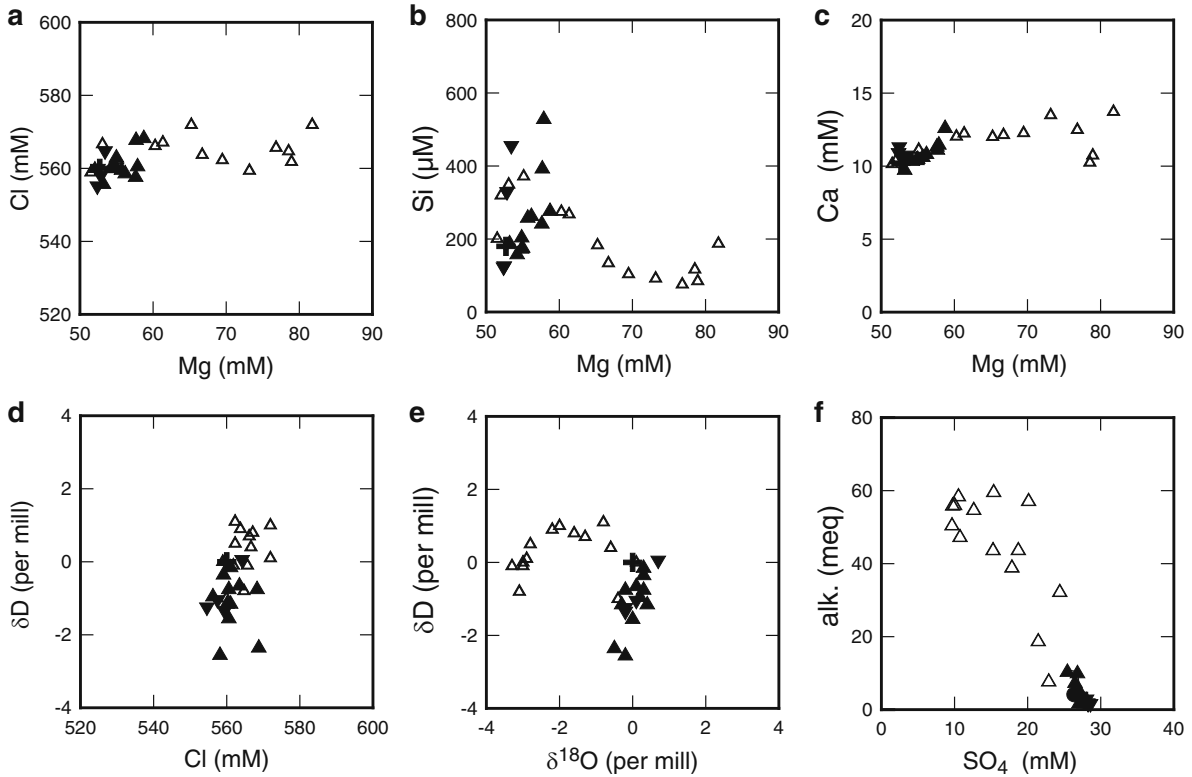 a
600
580
560
540
520
Cl (mM)
50 60 70 80 90
Mg (mM)
b
800
600
400
200
0
Si (µM)
50 60 70 80 90
Mg (mM)
c
20
15
10
5
0
Ca (mM)
50 60 70 80 90
Mg (mM)
d
4
2
0
-2
-4
δD (per mill)
520 540 560 580 600
Cl (mM)
e
4
2
0
-2
-4
δD (per mill)
-4 -2 0 2 4
δ18O (per mill)
f
80
60
40
20
0
alk. (meq)
0 10 20 30 40
SO4 (mM)